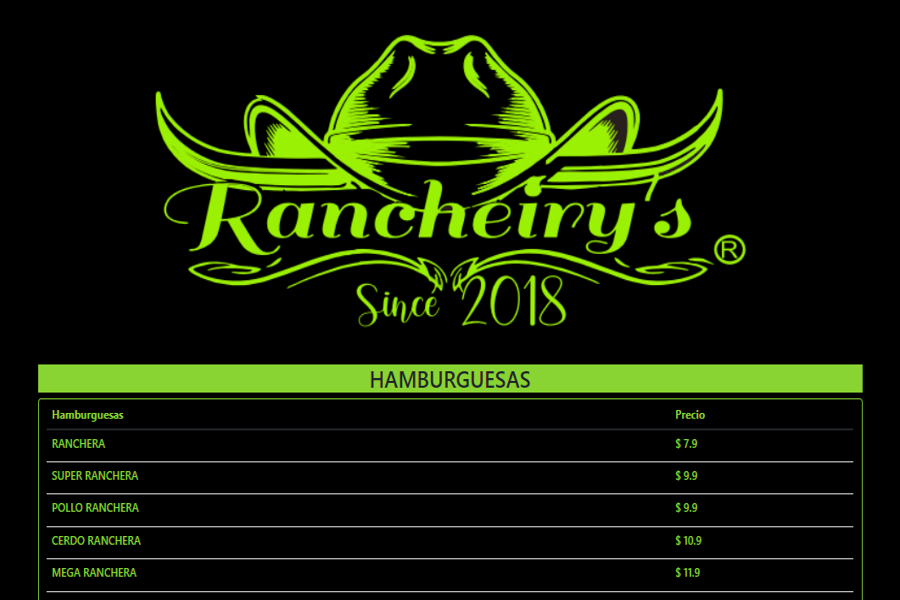 Rancheiry's ®
Since 2018
HAMBURGUESAS
Hamburguesas Precio
RANCHERA $ 7.9
SUPER RANCHERA $ 9.9
POLLO RANCHERA $ 9.9
CERDO RANCHERA $ 10.9
MEGA RANCHERA $ 11.9